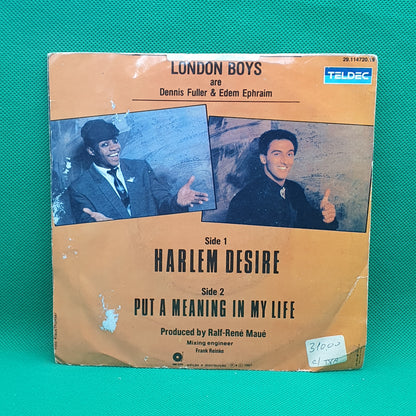 29.114720
TELDEC
LONDON BOYS
are
Dennis Fuller & Edem Ephraim
Side 1
HARLEM DESIRE
Side 2
PUT A MEANING IN MY LIFE
Produced by Ralf-René Maué
Mixing engineer
Frank Reinke
31000